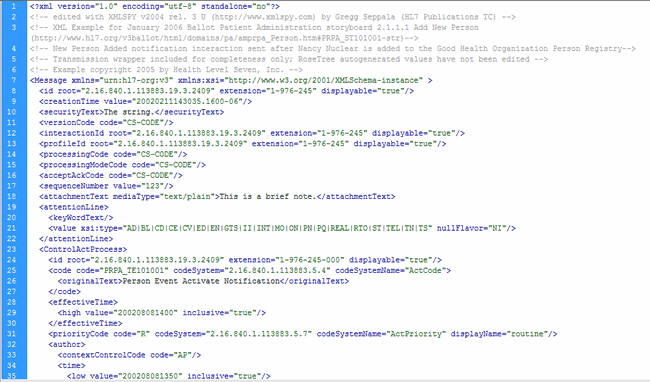 1 <?xml version="1.0" encoding="utf-8" standalone="no"?>
2 <!-- edited with XMLSPY v2004 rel. 3 U (http://www.xmlspy.com) by Gregg Seppala (HL7 Publications TC) -->
3 <!-- XML Example for January 2006 Ballot Patient Administration storyboard 2.1.1.1 Add New Person
(http://www.hl7.org/v3ballot/html/domains/pa/amprpa_Person.htm#PRPA_ST101001-str)-->
4 <!-- New Person Added notification interaction sent after Nancy Nuclear is added to the Good Health Organization Person Registry-->
5 <!-- Transmission wrapper included for completeness only; RoseTree autogenerated values have not been edited -->
6 <!-- Example copyright 2005 by Health Level Seven, Inc. -->
7 <Message xmlns="urn:hl7-org:v3" xmlns:xsi="http://www.w3.org/2001/XMLSchema-instance" >
8 <id root="2.16.840.1.113883.19.3.2409" extension="1-976-245" displayable="true"/>
9 <creationTime value="20020211143035.1600-06"/>
10 <securityText>The string.</securityText>
11 <versionCode code="CS-CODE"/>
12 <interactionId root="2.16.840.1.113883.19.3.2409" extension="1-976-245" displayable="true"/>
13 <profileId root="2.16.840.1.113883.19.3.2409" extension="1-976-245" displayable="true"/>
14 <processingCode code="CS-CODE"/>
15 <processingModeCode code="CS-CODE"/>
16 <acceptAckCode code="CS-CODE"/>
17 <sequenceNumber value="123"/>
18 <attachmentText mediaType="text/plain">This is a brief note.</attachmentText>
19 <attentionLine>
20 <keyWordText/>
21 <value xsi:type="AD|BL|CD|CE|CV|ED|EN|GTS|II|INT|MO|ON|PN|PQ|REAL|RTO|ST|TEL|TN|TS" nullFlavor="NI"/>
22 </attentionLine>
23 <ControlActProcess>
24 <id root="2.16.840.1.113883.19.3.2409" extension="1-976-245-000" displayable="true"/>
25 <code code="PRPA_TE101001" codeSystem="2.16.840.1.113883.5.4" codeSystemName="ActCode">
26 <originalText>Person Event Activate Notification</originalText>
27 </code>
28 <effectiveTime>
29 <high value="200208081400" inclusive="true"/>
30 </effectiveTime>
31 <priorityCode code="R" codeSystem="2.16.840.1.113883.5.7" codeSystemName="ActPriority" displayName="routine"/>
32 <author>
33 <contextControlCode code="AP"/>
34 <time>
35 <low value="200208081350" inclusive="true"/>